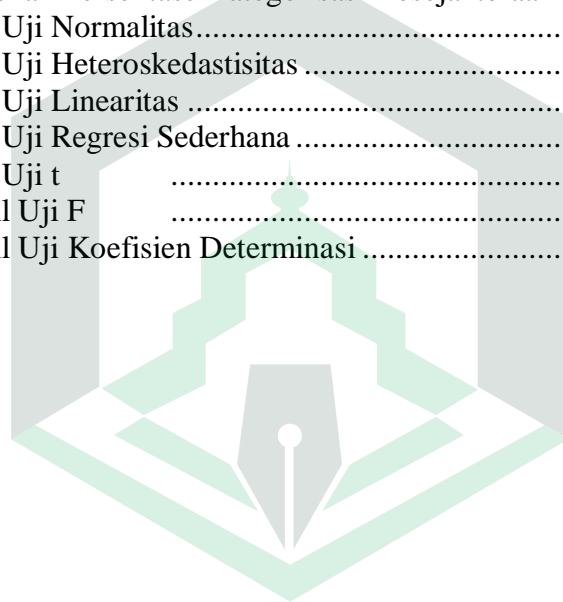 Uji Normalitas.....................................................
Uji Heteroskedastisitas .....................................
Uji Linearitas ......................................................
Uji Regresi Sederhana .......................................
Uji t ........................................................
l Uji F ........................................................
l Uji Koefisien Determinasi ............................